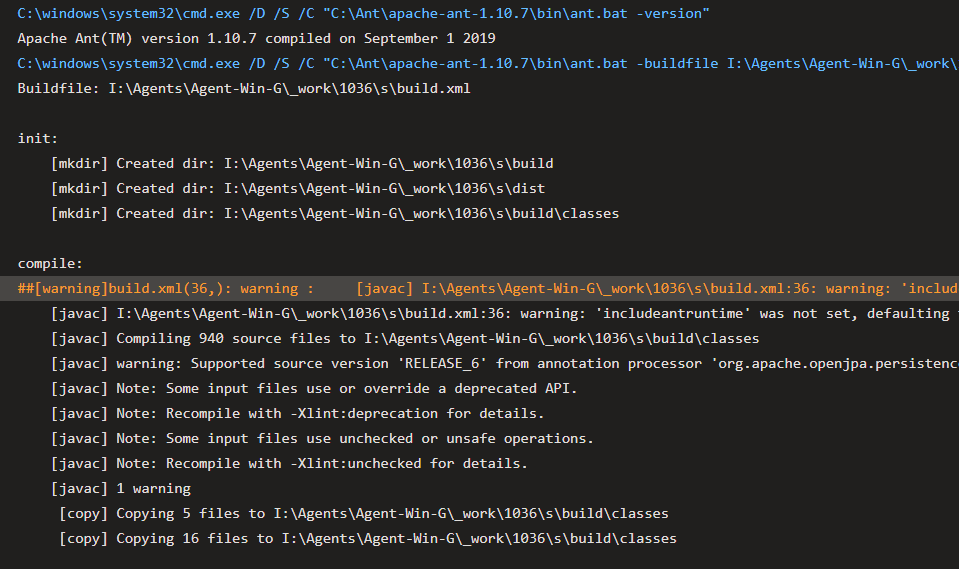 C:\windows\system32\cmd.exe /D /S /C "C:\Ant\apache-ant-1.10.7\bin\ant.bat -version"
Apache Ant(TM) version 1.10.7 compiled on September 1 2019
C:\windows\system32\cmd.exe /D /S /C "C:\Ant\apache-ant-1.10.7\bin\ant.bat -buildfile I:\Agents\Agent-Win-G\_work\
Buildfile: I:\Agents\Agent-Win-G\_work\1036\s\build.xml
init:
[mkdir] Created dir: I:\Agents\Agent-Win-G\_work\1036\s\build
[mkdir] Created dir: I:\Agents\Agent-Win-G\_work\1036\s\dist
[mkdir] Created dir: I:\Agents\Agent-Win-G\_work\1036\s\build\classes
compile:
##[warning]build.xml(36,): warning : [javac] I:\Agents\Agent-Win-G\_work\1036\s\build.xml:36: warning: 'includ
[javac] I:\Agents\Agent-Win-G\_work\1036\s\build.xml:36: warning: 'includeantruntime' was not set, defaulting
[javac] Compiling 940 source files to I:\Agents\Agent-Win-G\_work\1036\s\build\classes
[javac] warning: Supported source version 'RELEASE_6' from annotation processor 'org.apache.openjpa.persistenc
[javac] Note: Some input files use or override a deprecated API.
[javac] Note: Recompile with -Xlint:deprecation for details.
[javac] Note: Some input files use unchecked or unsafe operations.
[javac] Note: Recompile with -Xlint:unchecked for details.
[javac] 1 warning
[copy] Copying 5 files to I:\Agents\Agent-Win-G\_work\1036\s\build\classes
[copy] Copying 16 files to I:\Agents\Agent-Win-G\_work\1036\s\build\classes